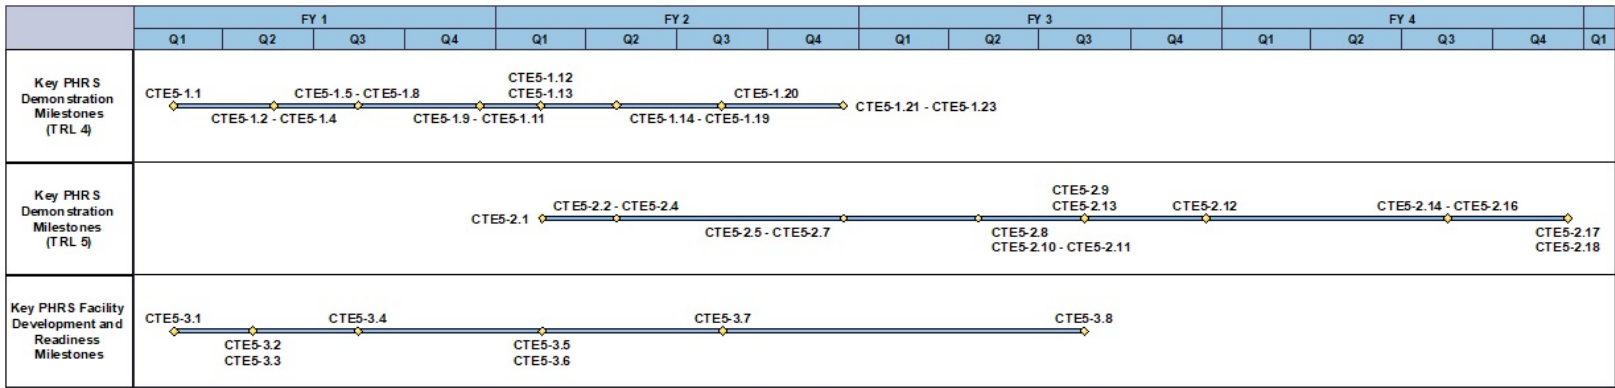 FY 1 FY 2 FY 3 FY 4
Q1 Q2 Q3 Q4 Q1 Q2 Q3 Q4 Q1 Q2 Q3 Q4 Q1 Q2 Q3 Q4 Q1
Key PHRS
Demonstration
Milestones
(TRL 4)
CTE5-1.1
CTE5-1.2 - CTE5-1.4
CTE5-1.5 - CTE5-1.8
CTE5-1.9 - CTE5-1.11
CTE5-1.12
CTE5-1.13
CTE5-1.14 - CTE5-1.19
CTE5-1.20
CTE5-1.21 - CTE5-1.23
Key PHRS
Demonstration
Milestones
(TRL 5)
CTE5-2.1
CTE5-2.2 - CTE5-2.4
CTE5-2.5 - CTE5-2.7
CTE5-2.8
CTE5-2.10 - CTE5-2.11
CTE5-2.9
CTE5-2.13
CTE5-2.12
CTE5-2.14 - CTE5-2.16
CTE5-2.17
CTE5-2.18
Key PHRS Facility
Development and
Readiness
Milestones
CTE5-3.1
CTE5-3.2
CTE5-3.3
CTE5-3.4
CTE5-3.5
CTE5-3.6
CTE5-3.7
CTE5-3.8